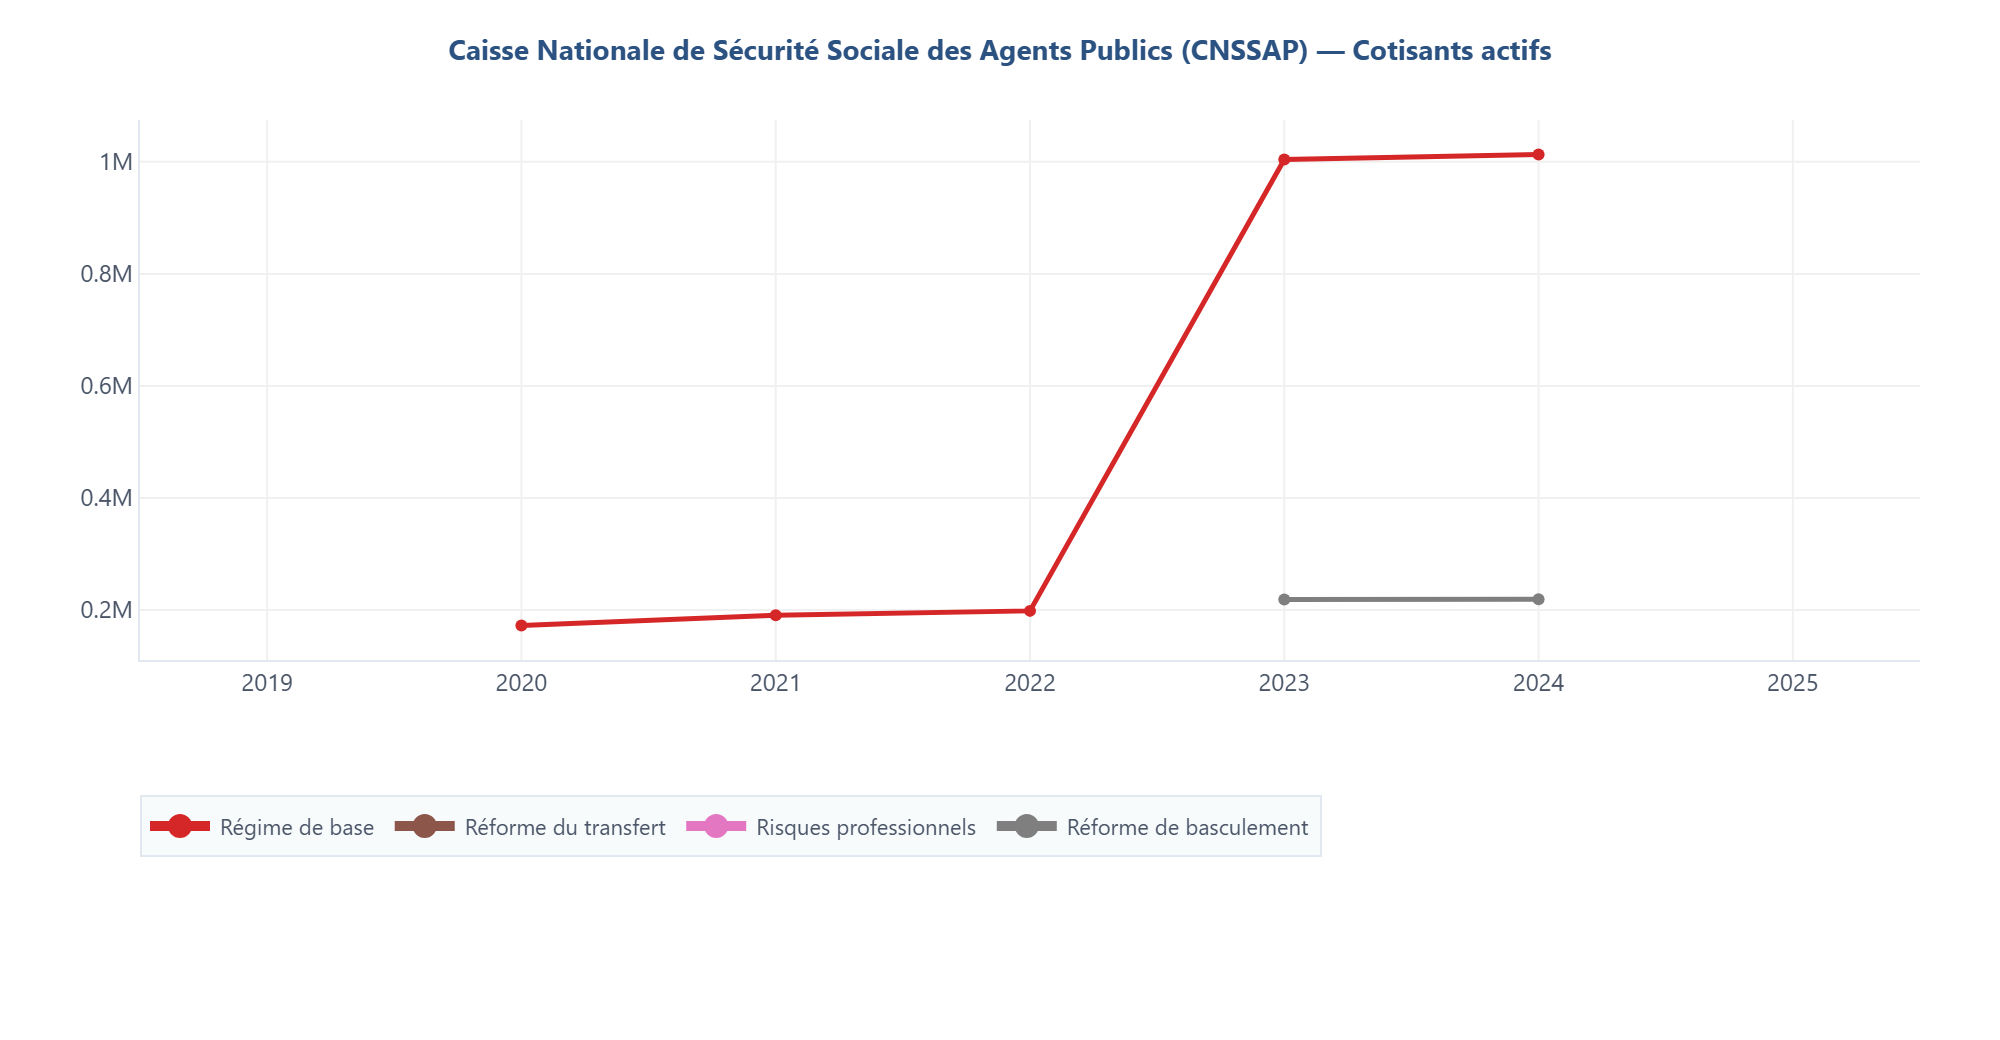 Caisse Nationale de Sécurité Sociale des Agents Publics (CNSSAP) — Cotisants actifs
1M
0.8M
0.6M
0.4M
0.2M
2019 2020 2021 2022 2023 2024 2025
Régime de base Réforme du transfert Risques professionnels Réforme de basculement